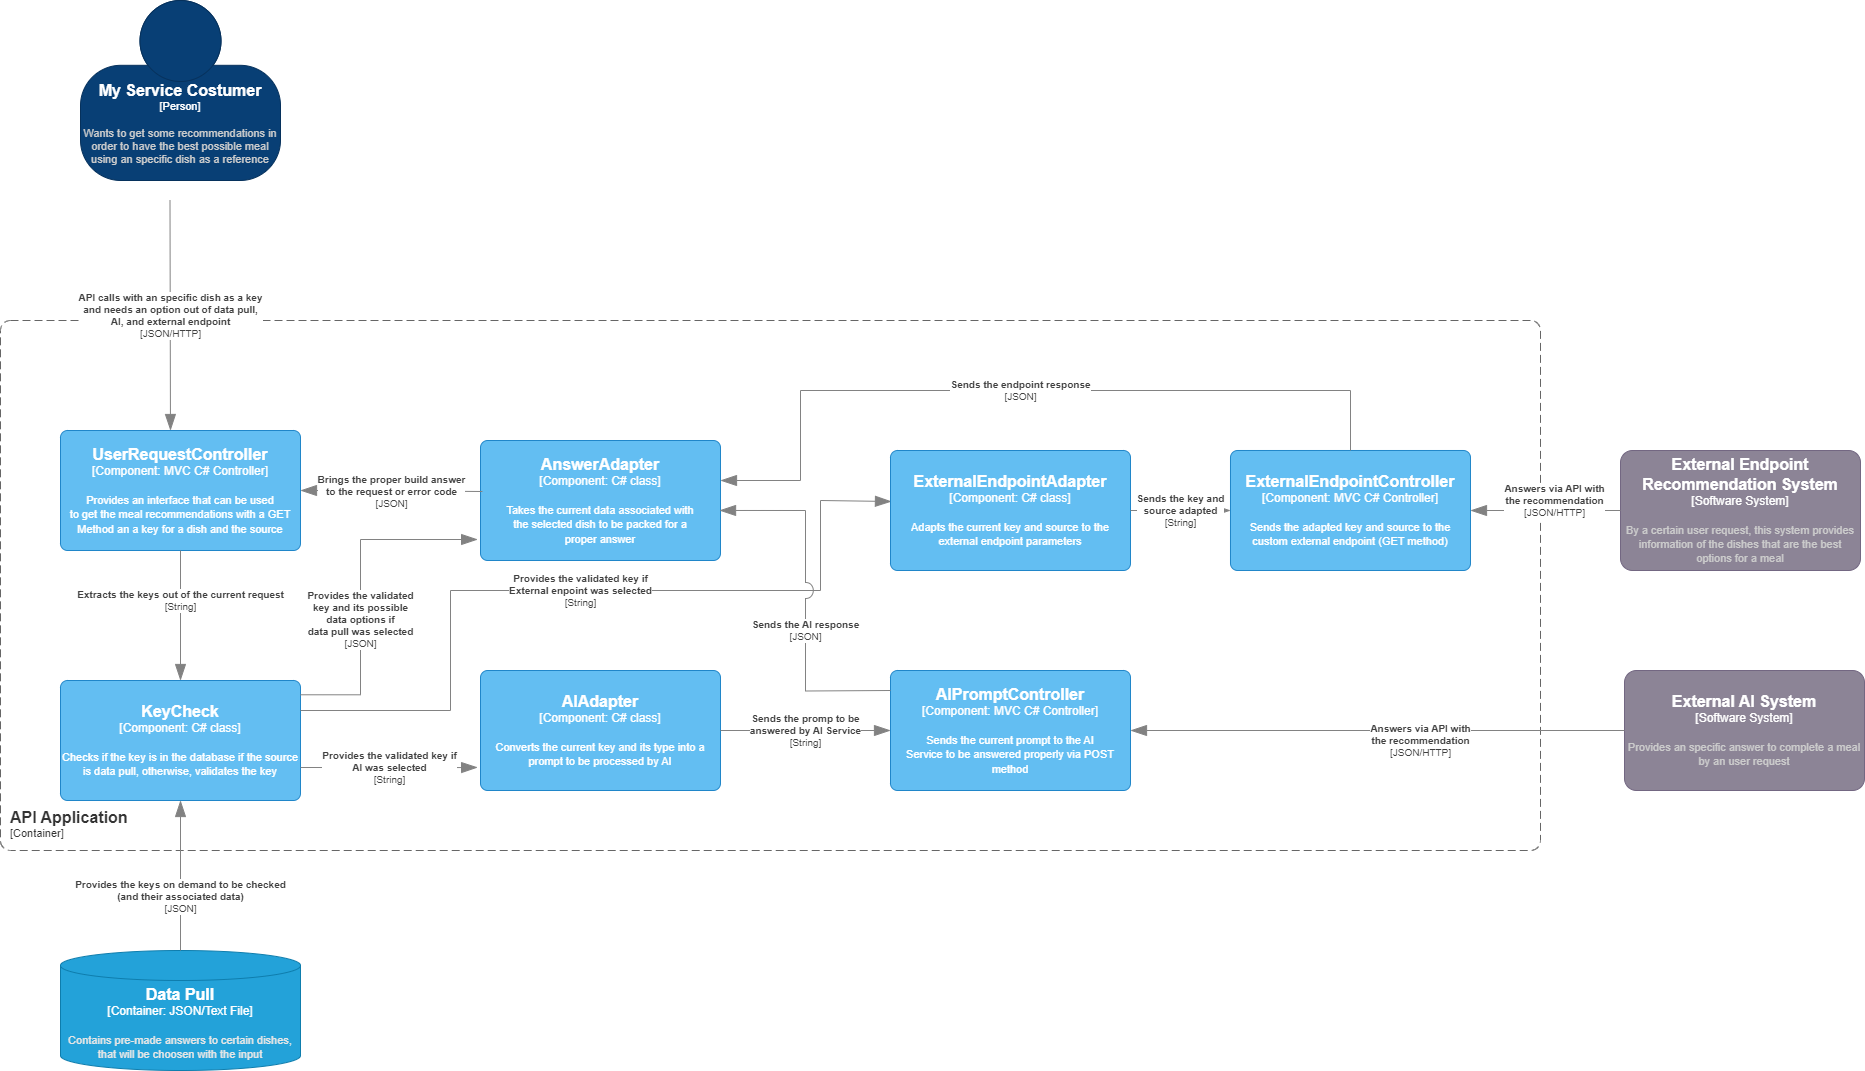 My Service Costumer
[Person]
Wants to get some recommendations in
order to have the best possible meal
using an specific dish as a reference
API calls with an specific dish as a key
and needs an option out of data pull,
AI, and external endpoint
[JSON/HTTP]
Sends the endpoint response
[JSON]
UserRequestController
[Component: MVC C# Controller]
Provides an interface that can be used
to get the meal recommendations with a GET
Method an a key for a dish and the source
Brings the proper build answer
to the request or error code
[JSON]
AnswerAdapter
[Component: C# class]
Takes the current data associated with
the selected dish to be packed for a
proper answer
ExternalEndpointAdapter
[Component: C# class]
Adapts the current key and source to the
external endpoint parameters
Sends the key and
source adapted
[String]
ExternalEndpointController
[Component: MVC C# Controller]
Sends the adapted key and source to the
custom external endpoint (GET method)
Answers via API with
the recommendation
[JSON/HTTP]
External Endpoint
Recommendation System
[Software System]
By a certain user request, this system provides
information of the dishes that are the best
options for a meal
Extracts the keys out of the current request
[String]
Provides the validated
key and its possible
data options if
data pull was selected
[JSON]
Provides the validated key if
External enpoint was selected
[String]
Sends the AI response
[JSON]
KeyCheck
[Component: C# class]
Checks if the key is in the database if the source
is data pull, otherwise, validates the key
Provides the validated key if
AI was selected
[String]
AIAdapter
[Component: C# class]
Converts the current key and its type into a
prompt to be processed by AI
Sends the promp to be
answered by AI Service
[String]
AIPromptController
[Component: MVC C# Controller]
Sends the current prompt to the AI
Service to be answered properly via POST
method
Answers via API with
the recommendation
[JSON/HTTP]
External AI System
[Software System]
Provides an specific answer to complete a meal
by an user request
API Application
[Container]
Provides the keys on demand to be checked
(and their associated data)
[JSON]
Data Pull
[Container: JSON/Text File]
Contains pre-made answers to certain dishes,
that will be choosen with the input